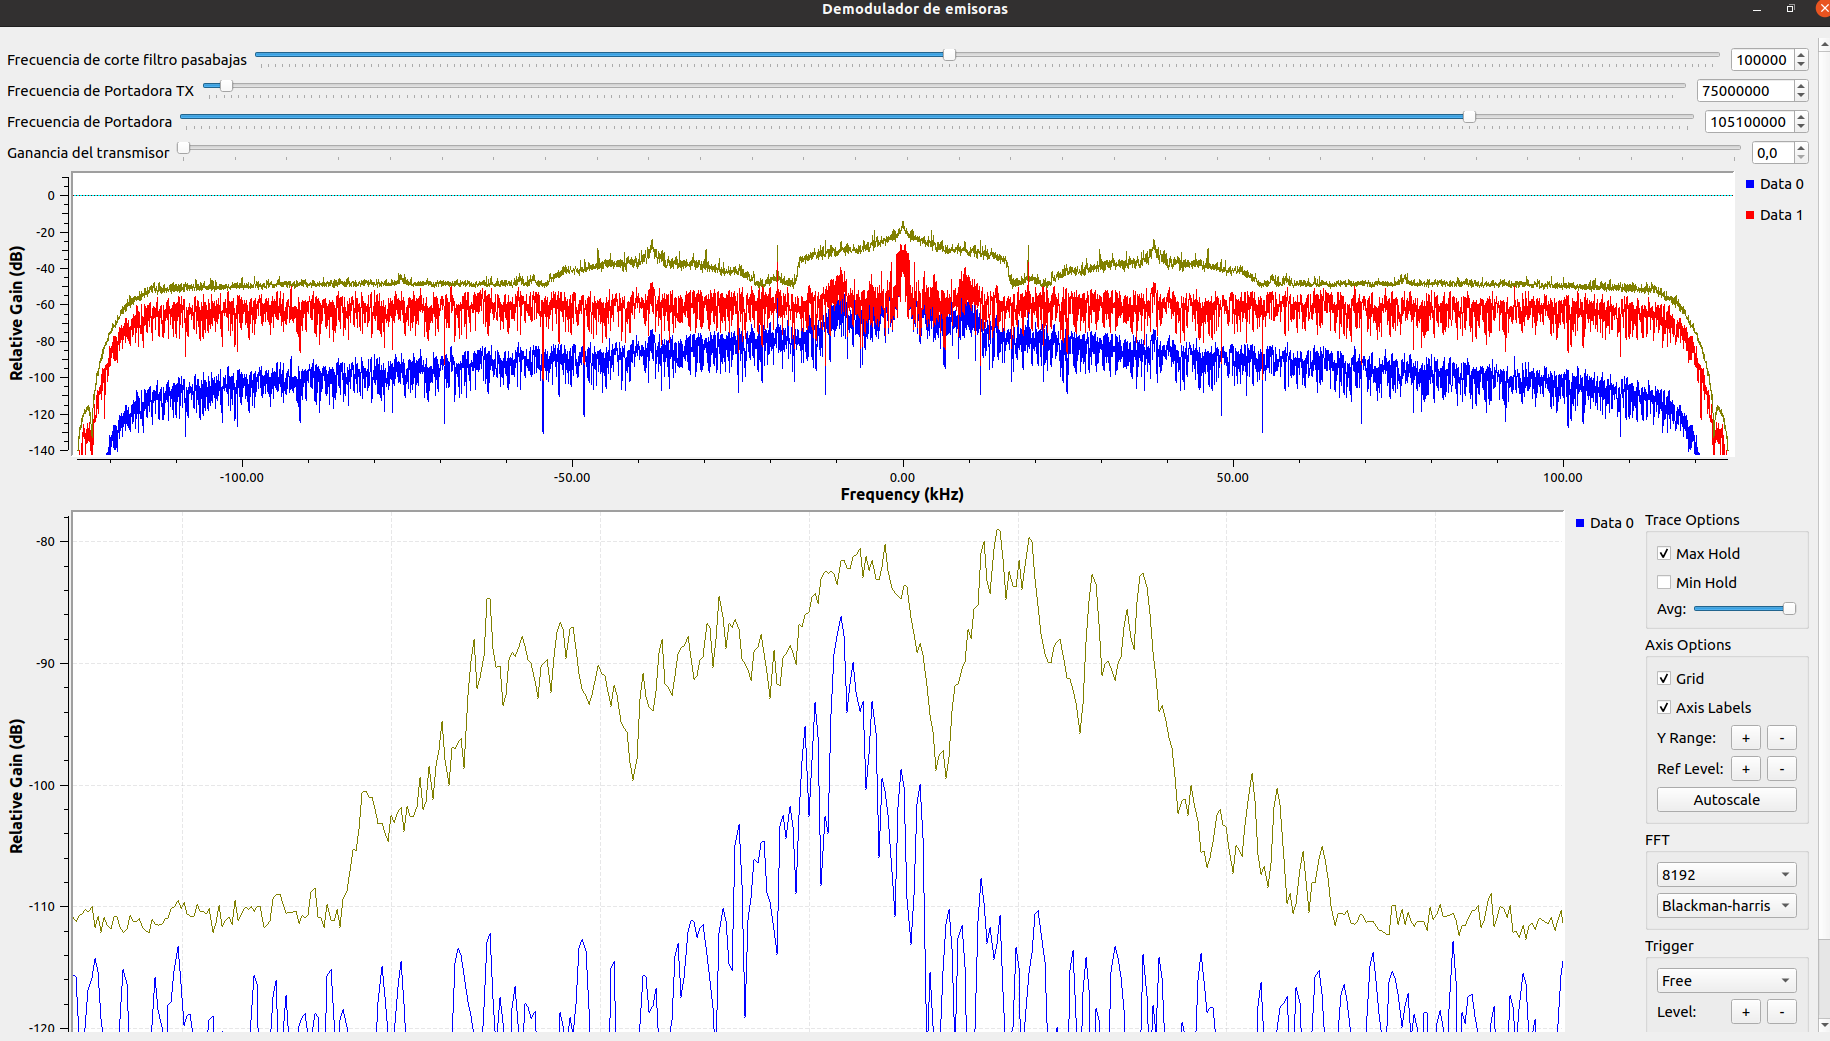 Demodulador de emisoras
Frecuencia de corte filtro pasabajas 100000
Frecuencia de Portadora TX 75000000
Frecuencia de Portadora 105100000
Ganancia del transmisor 0,0
Relative Gain (dB)
0
-20
-40
-60
-80
-100
-120
-140
-100.00 -50.00 0.00 50.00 100.00
Frequency (kHz)
Data 0
Data 1
Relative Gain (dB)
-80
-90
-100
-110
-120
Data 0
Trace Options
Max Hold
Min Hold
Avg:
Axis Options
Grid
Axis Labels
Y Range: + -
Ref Level: + -
Autoscale
FFT
8192
Blackman-harris
Trigger
Free
Level: + -